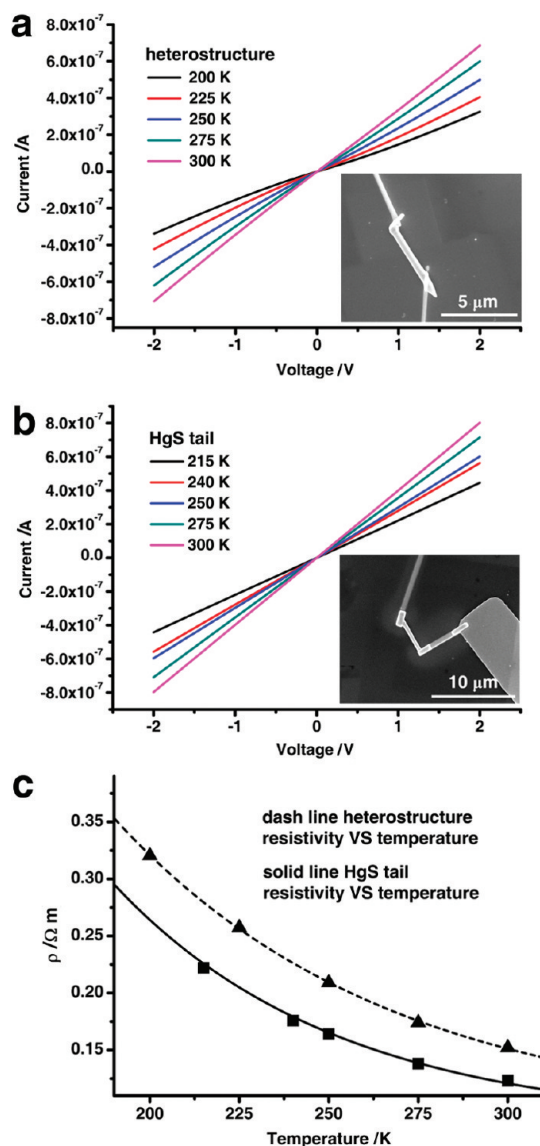 a
8.0x10⁻⁷
6.0x10⁻⁷
4.0x10⁻⁷
2.0x10⁻⁷
0.0
-2.0x10⁻⁷
-4.0x10⁻⁷
-6.0x10⁻⁷
-8.0x10⁻⁷
Current /A
heterostructure
200 K
225 K
250 K
275 K
300 K
5 μm
-2 -1 0 1 2
Voltage /V
b
8.0x10⁻⁷
6.0x10⁻⁷
4.0x10⁻⁷
2.0x10⁻⁷
0.0
-2.0x10⁻⁷
-4.0x10⁻⁷
-6.0x10⁻⁷
-8.0x10⁻⁷
Current /A
HgS tail
215 K
240 K
250 K
275 K
300 K
10 μm
-2 -1 0 1 2
Voltage /V
c
0.35
0.30
0.25
0.20
0.15
ρ /Ω m
dash line heterostructure
resistivity VS temperature
solid line HgS tail
resistivity VS temperature
200 225 250 275 300
Temperature /K